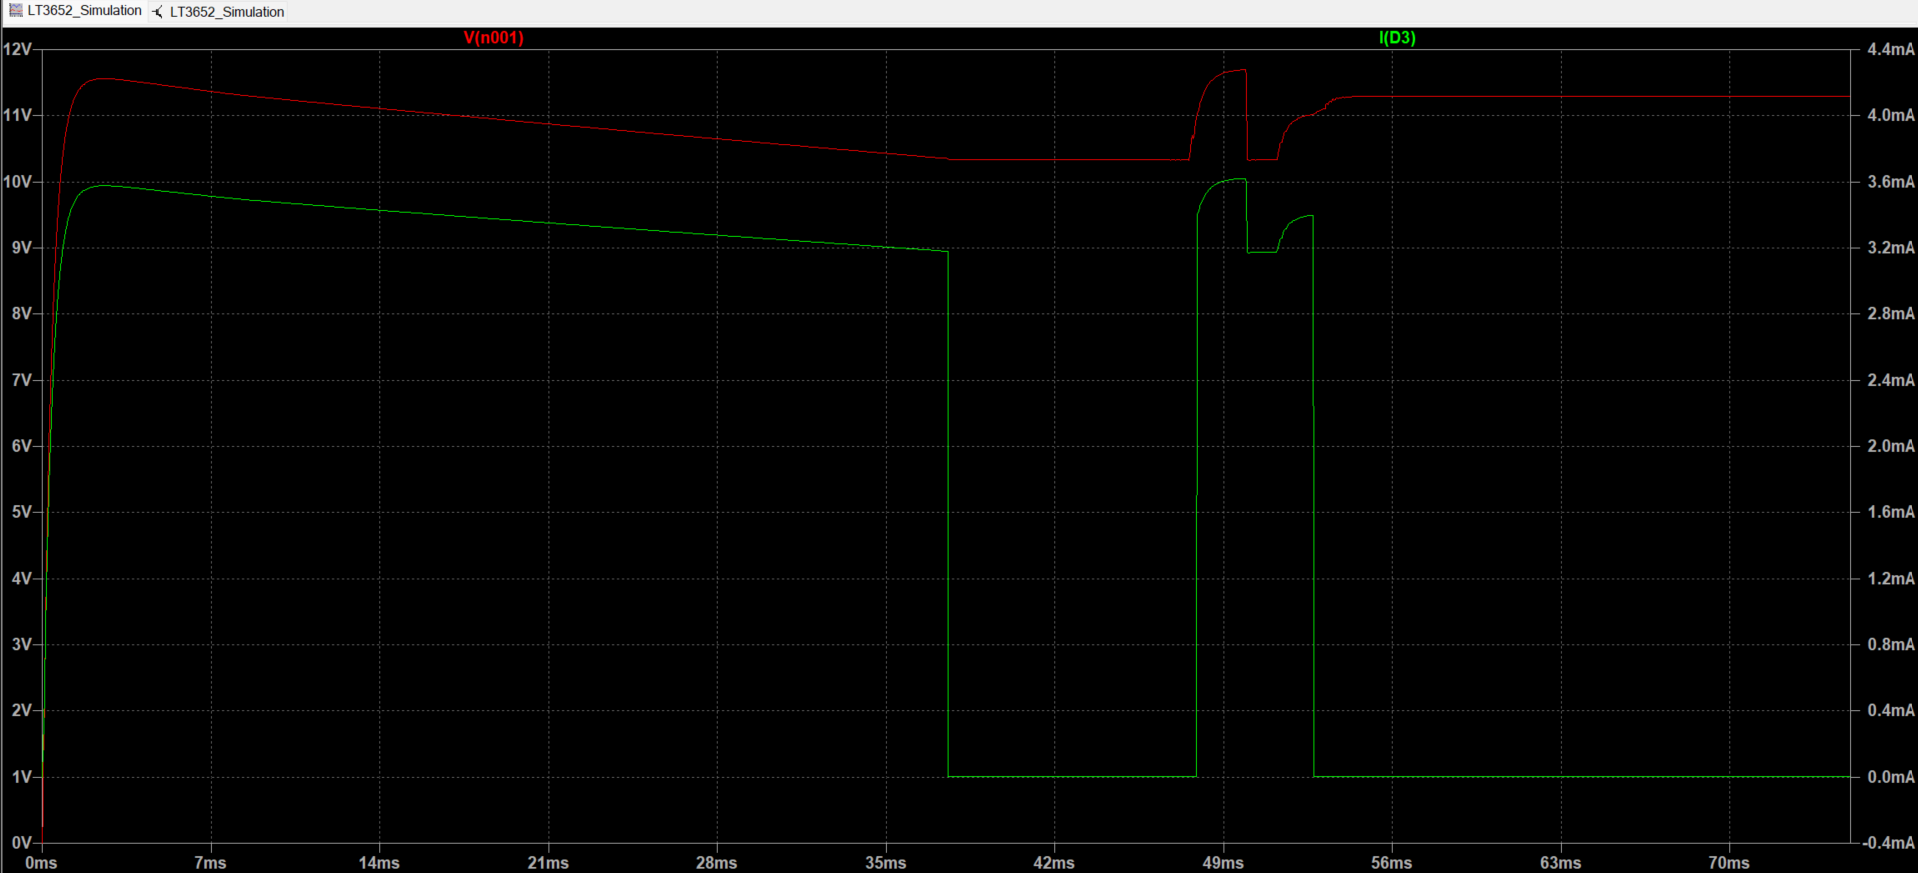 LT3652_Simulation LT3652_Simulation
V(n001) I(D3)
12V 4.4mA
11V 4.0mA
10V 3.6mA
9V 3.2mA
8V 2.8mA
7V 2.4mA
6V 2.0mA
5V 1.6mA
4V 1.2mA
3V 0.8mA
2V 0.4mA
1V 0.0mA
0V -0.4mA
0ms 7ms 14ms 21ms 28ms 35ms 42ms 49ms 56ms 63ms 70ms